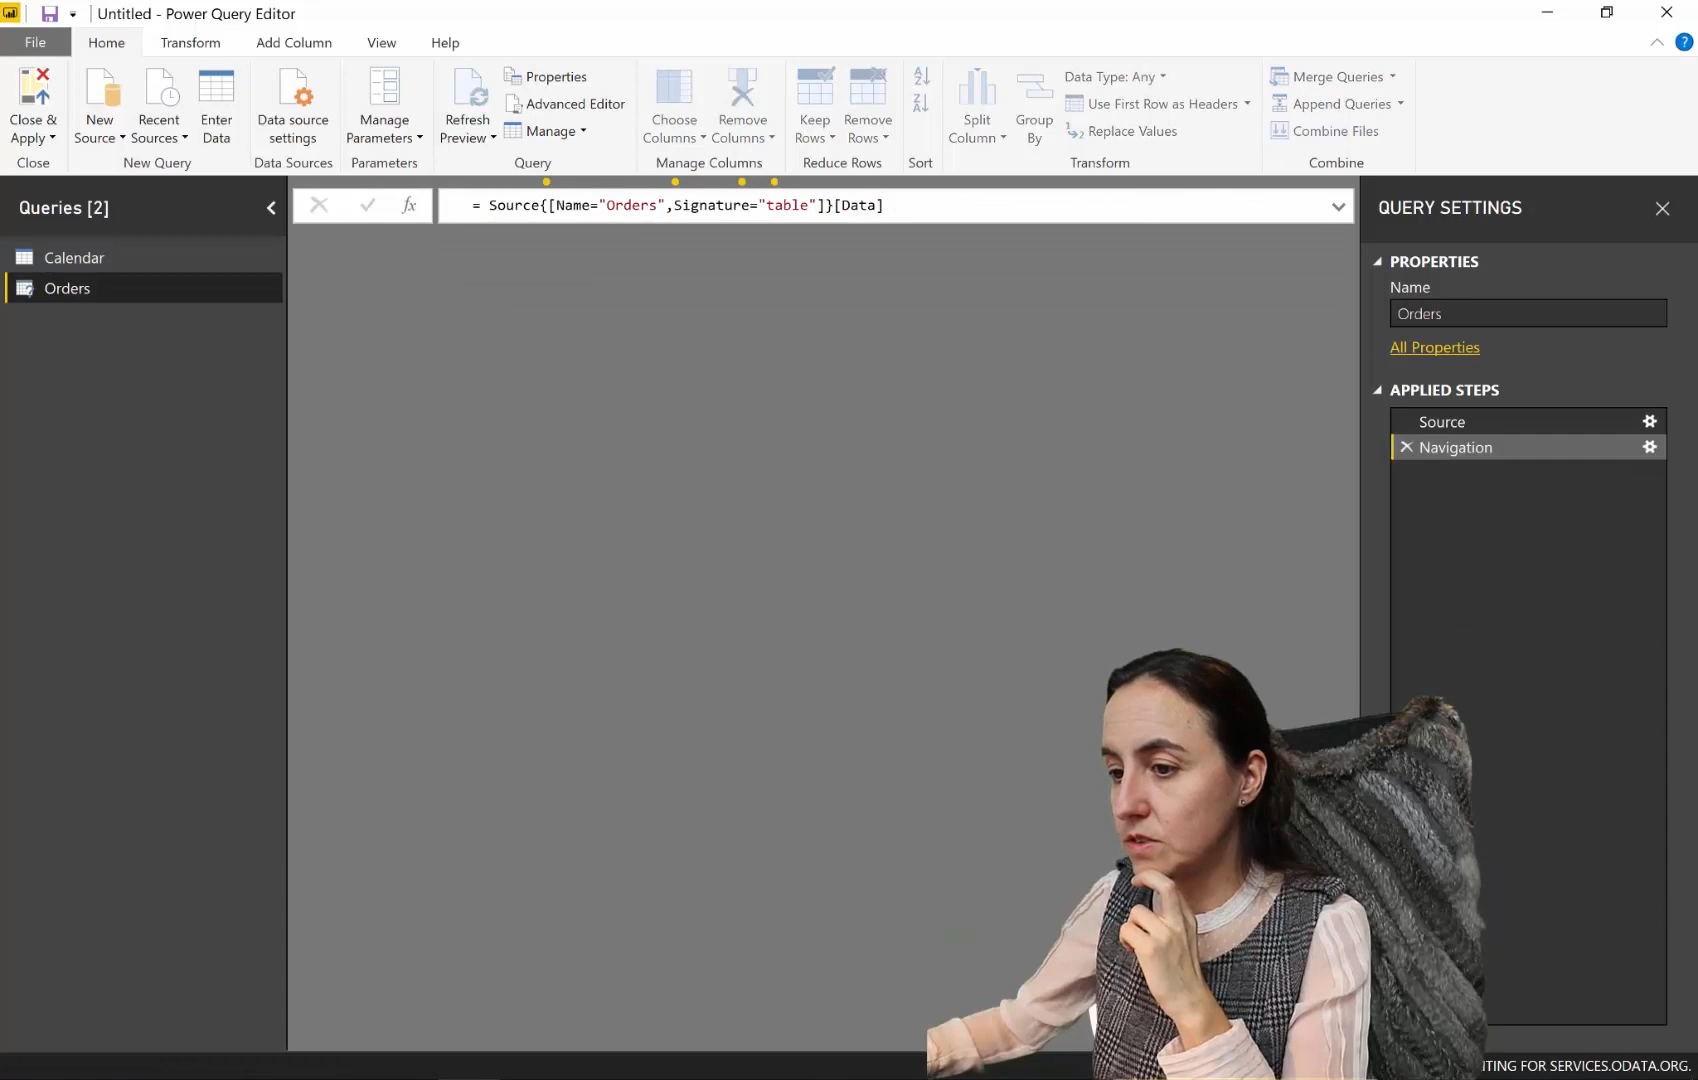 Untitled - Power Query Editor
File
Home
Transform
Add Column
View
Help
?
Close &
Apply
New
Source
Recent
Sources
Enter
Data
Data source
settings
Manage
Parameters
Refresh
Preview
Properties
Advanced Editor
Manage
Choose
Columns
Remove
Columns
Keep
Rows
Remove
Rows
A
Z
Z
A
Split
Column
Group
By
Data Type: Any
Use First Row as Headers
Replace Values
Merge Queries
Append Queries
Combine Files
Close
New Query
Data Sources
Parameters
Query
Manage Columns
Reduce Rows
Sort
Transform
Combine
Queries [2]
Calendar
Orders
fx
= Source{[Name="Orders",Signature="table"]}[Data]
QUERY SETTINGS
PROPERTIES
Name
Orders
All Properties
APPLIED STEPS
Source
Navigation
ITING FOR SERVICES.ODATA.ORG.